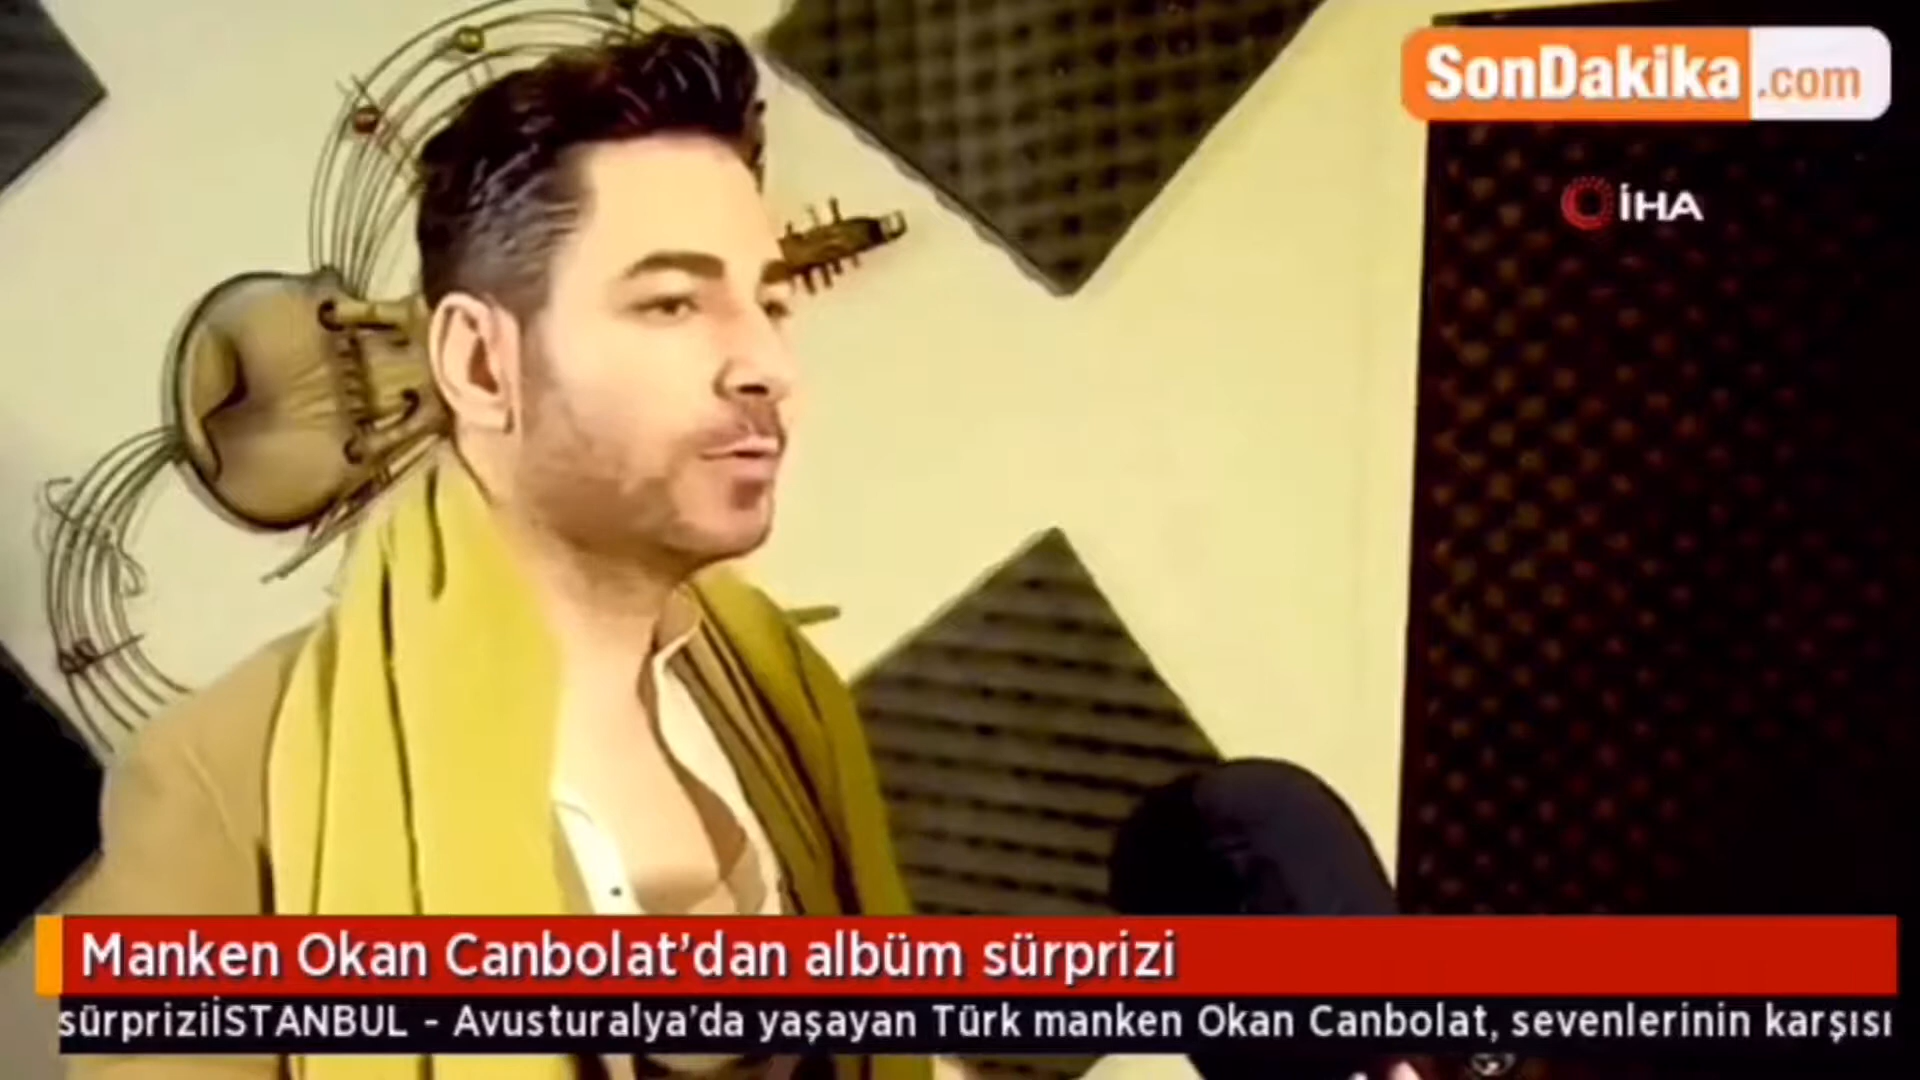 SonDakika.com
İHA
Manken Okan Canbolat'dan albüm sürprizi
sürpriziİSTANBUL - Avusturalya'da yaşayan Türk manken Okan Canbolat, sevenlerinin karşısı